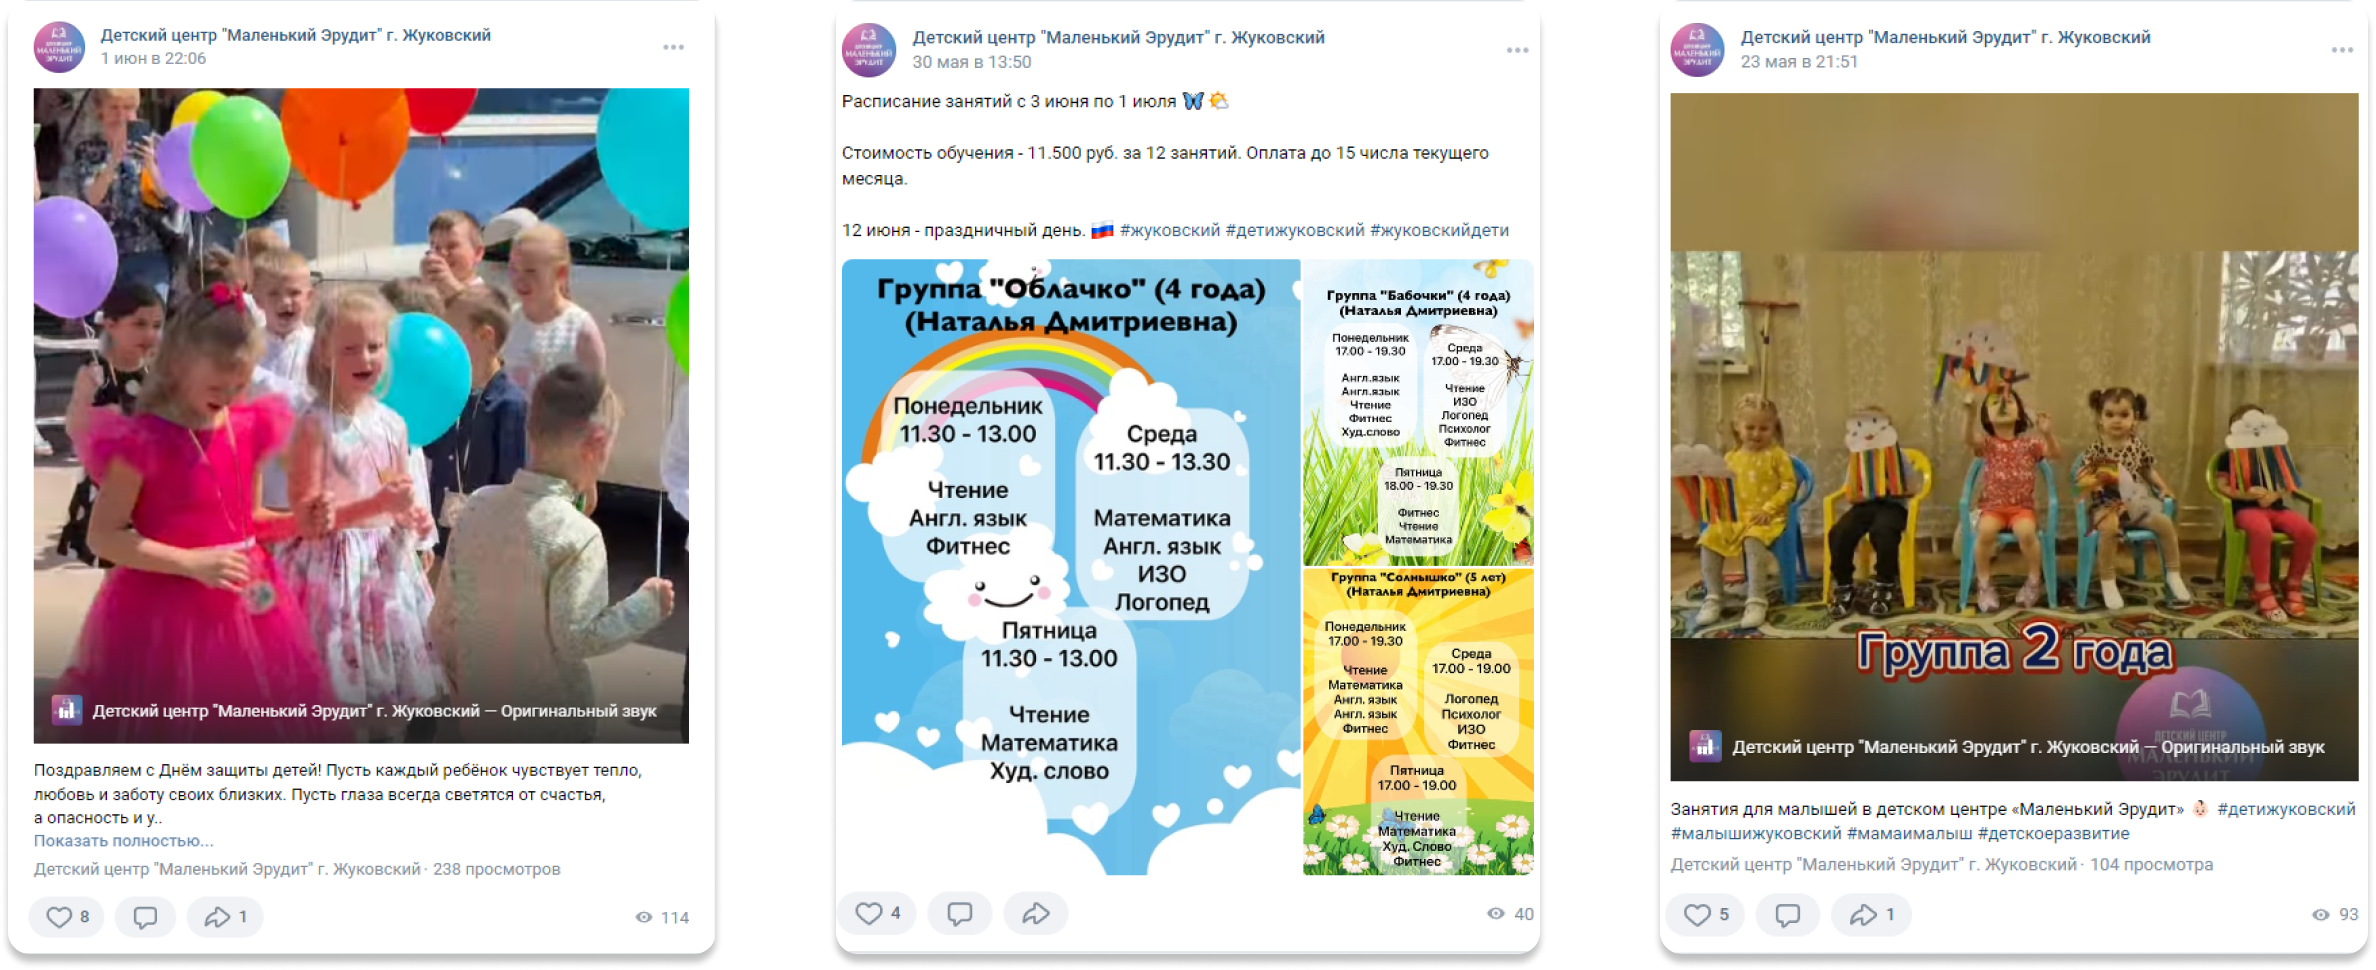 Детский центр "Маленький Эрудит" г. Жуковский
1 июн в 22:06
МАЛЕНЬКИЙ
ЭРУДИТ
Детский центр "Маленький Эрудит" г. Жуковский — Оригинальный звук
Поздравляем с Днём защиты детей! Пусть каждый ребёнок чувствует тепло,
любовь и заботу своих близких. Пусть глаза всегда светятся от счастья,
а опасность и у..
Показать полностью...
Детский центр "Маленький Эрудит" г. Жуковский · 238 просмотров
8
1
114
Детский центр "Маленький Эрудит" г. Жуковский
30 мая в 13:50
МАЛЕНЬКИЙ
ЭРУДИТ
Расписание занятий с 3 июня по 1 июля
Стоимость обучения - 11.500 руб. за 12 занятий. Оплата до 15 числа текущего
месяца.
12 июня - праздничный день. #жуковский #детижуковский #жуковскийдети
Группа "Облачко" (4 года)
(Наталья Дмитриевна)
Понедельник
11.30 - 13.00
Чтение
Англ. язык
Фитнес
Среда
11.30 - 13.30
Математика
Англ. язык
ИЗО
Логопед
Пятница
11.30 - 13.00
Чтение
Математика
Худ. слово
Группа "Бабочки" (4 года)
(Наталья Дмитриевна)
Понедельник
17.00 - 19.30
Англ.язык
Англ.язык
Чтение
Фитнес
Худ.слово
Среда
17.00 - 19.30
Чтение
ИЗО
Логопед
Психолог
Фитнес
Пятница
18.00 - 19.30
Фитнес
Чтение
Математика
Группа "Солнышко" (5 лет)
(Наталья Дмитриевна)
Понедельник
17.00 - 19.30
Чтение
Математика
Англ. язык
Англ. язык
Фитнес
Среда
17.00 - 19.00
Логопед
Психолог
ИЗО
Фитнес
Пятница
17.00 - 19.00
Чтение
Математика
Худ. Слово
Фитнес
4
40
Детский центр "Маленький Эрудит" г. Жуковский
23 мая в 21:51
МАЛЕНЬКИЙ
ЭРУДИТ
Группа 2 года
ДЕТСКИЙ ЦЕНТР
МАЛЕНЬКИЙ
ЭРУДИТ
Детский центр "Маленький Эрудит" г. Жуковский — Оригинальный звук
Занятия для малышей в детском центре «Маленький Эрудит» #детижуковский
#малышижуковский #мамаималыш #детскоеразвитие
Детский центр "Маленький Эрудит" г. Жуковский · 104 просмотра
5
1
93